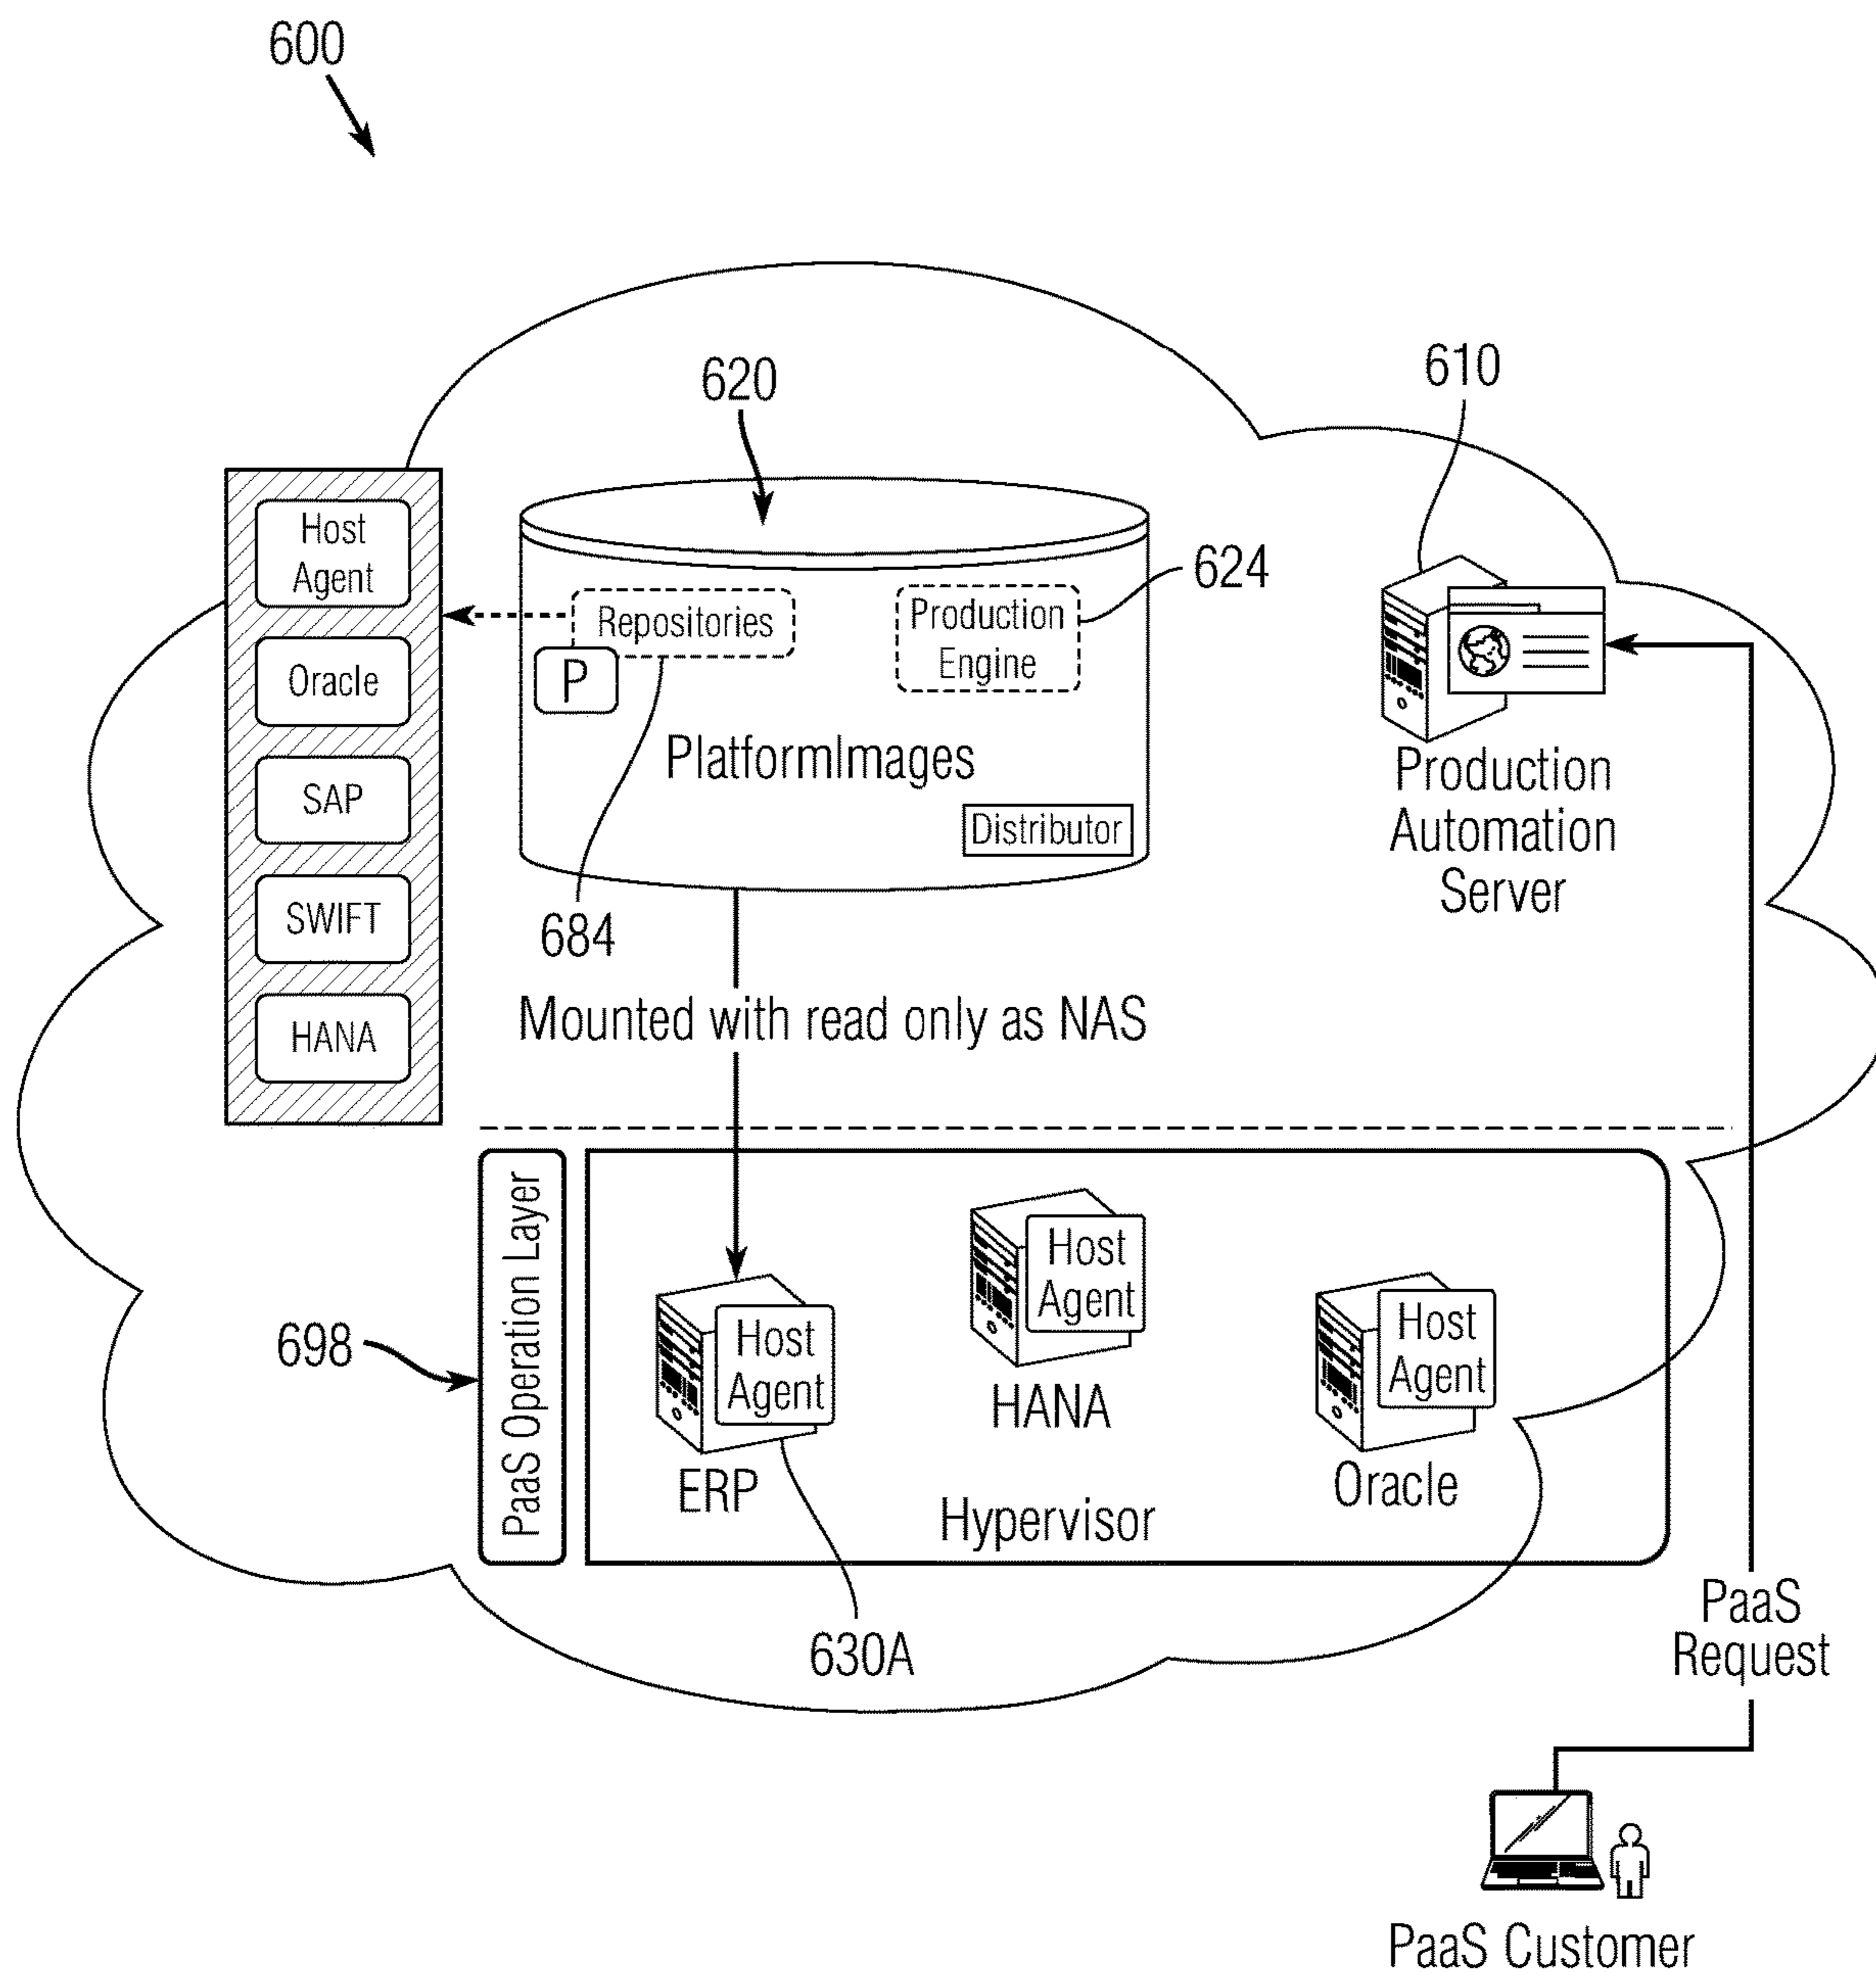 600
620
610
624
Host
Agent
Oracle
SAP
SWIFT
HANA
Repositories
P
Production
Engine
PlatformImages
Distributor
684
Production
Automation
Server
Mounted with read only as NAS
698
PaaS Operation Layer
Host
Agent
ERP
Host
Agent
HANA
Host
Agent
Oracle
Hypervisor
630A
PaaS
Request
PaaS Customer